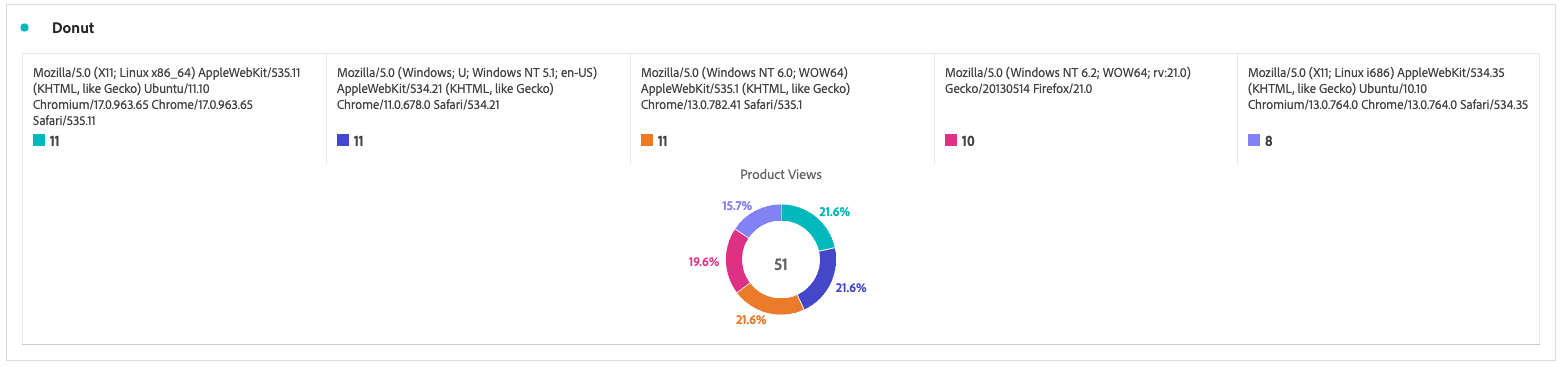 Donut
Mozilla/5.0 (X11; Linux x86_64) AppleWebKit/535.11
(KHTML, like Gecko) Ubuntu/11.10
Chromium/17.0.963.65 Chrome/17.0.963.65
Safari/535.11
11
Mozilla/5.0 (Windows; U; Windows NT 5.1; en-US)
AppleWebKit/534.21 (KHTML, like Gecko)
Chrome/11.0.678.0 Safari/534.21
11
Mozilla/5.0 (Windows NT 6.0; WOW64)
AppleWebKit/535.1 (KHTML, like Gecko)
Chrome/13.0.782.41 Safari/535.1
11
Mozilla/5.0 (Windows NT 6.2; WOW64; rv:21.0)
Gecko/20130514 Firefox/21.0
10
Mozilla/5.0 (X11; Linux i686) AppleWebKit/534.35
(KHTML, like Gecko) Ubuntu/10.10
Chromium/13.0.764.0 Chrome/13.0.764.0 Safari/534.35
8
Product Views
15.7%
21.6%
19.6%
51
21.6%
21.6%